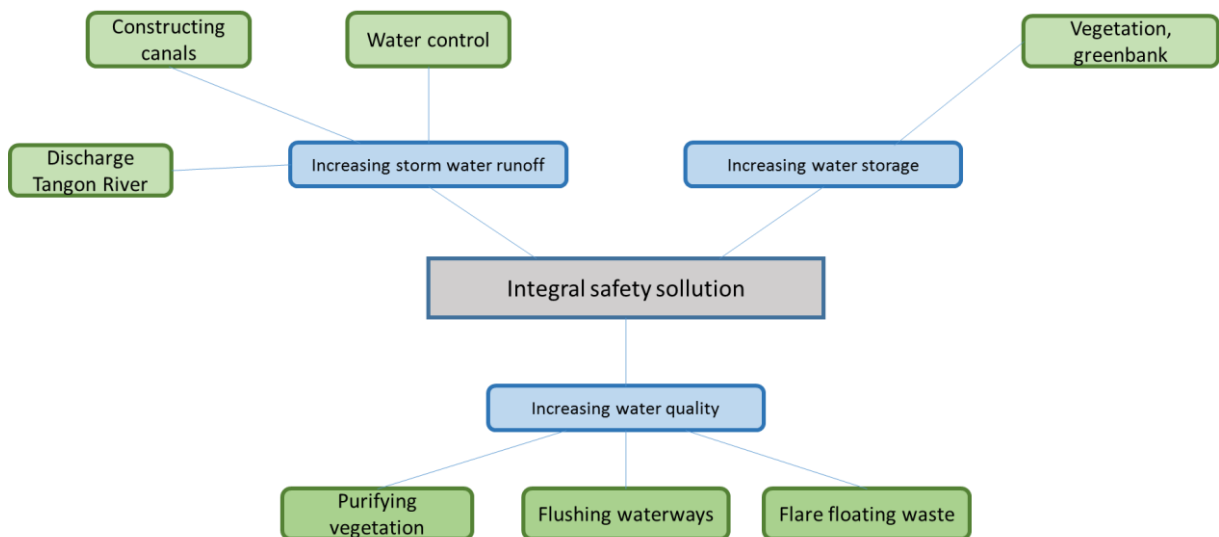 Constructing
canals
Water control
Vegetation,
greenbank
Discharge
Tangon River
Increasing storm water runoff
Increasing water storage
Integral safety sollution
Increasing water quality
Purifying
vegetation
Flushing waterways
Flare floating waste